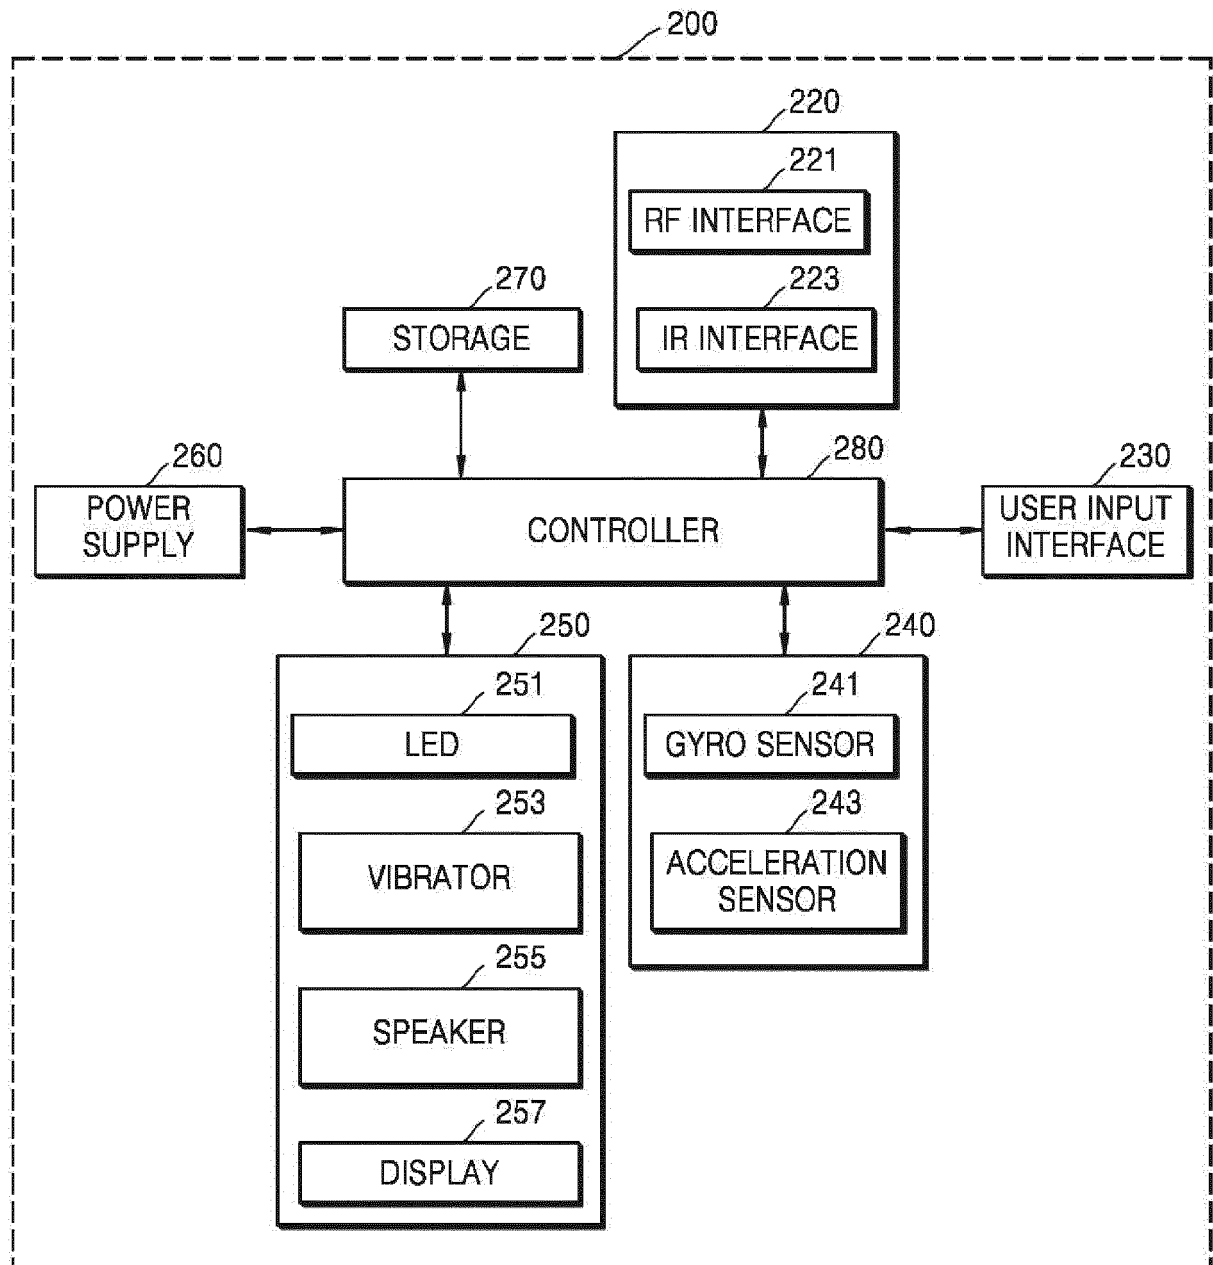 200
220
221
RF INTERFACE
223
IR INTERFACE
270
STORAGE
260
POWER
SUPPLY
280
CONTROLLER
230
USER INPUT
INTERFACE
250
251
LED
253
VIBRATOR
255
SPEAKER
257
DISPLAY
240
241
GYRO SENSOR
243
ACCELERATION
SENSOR